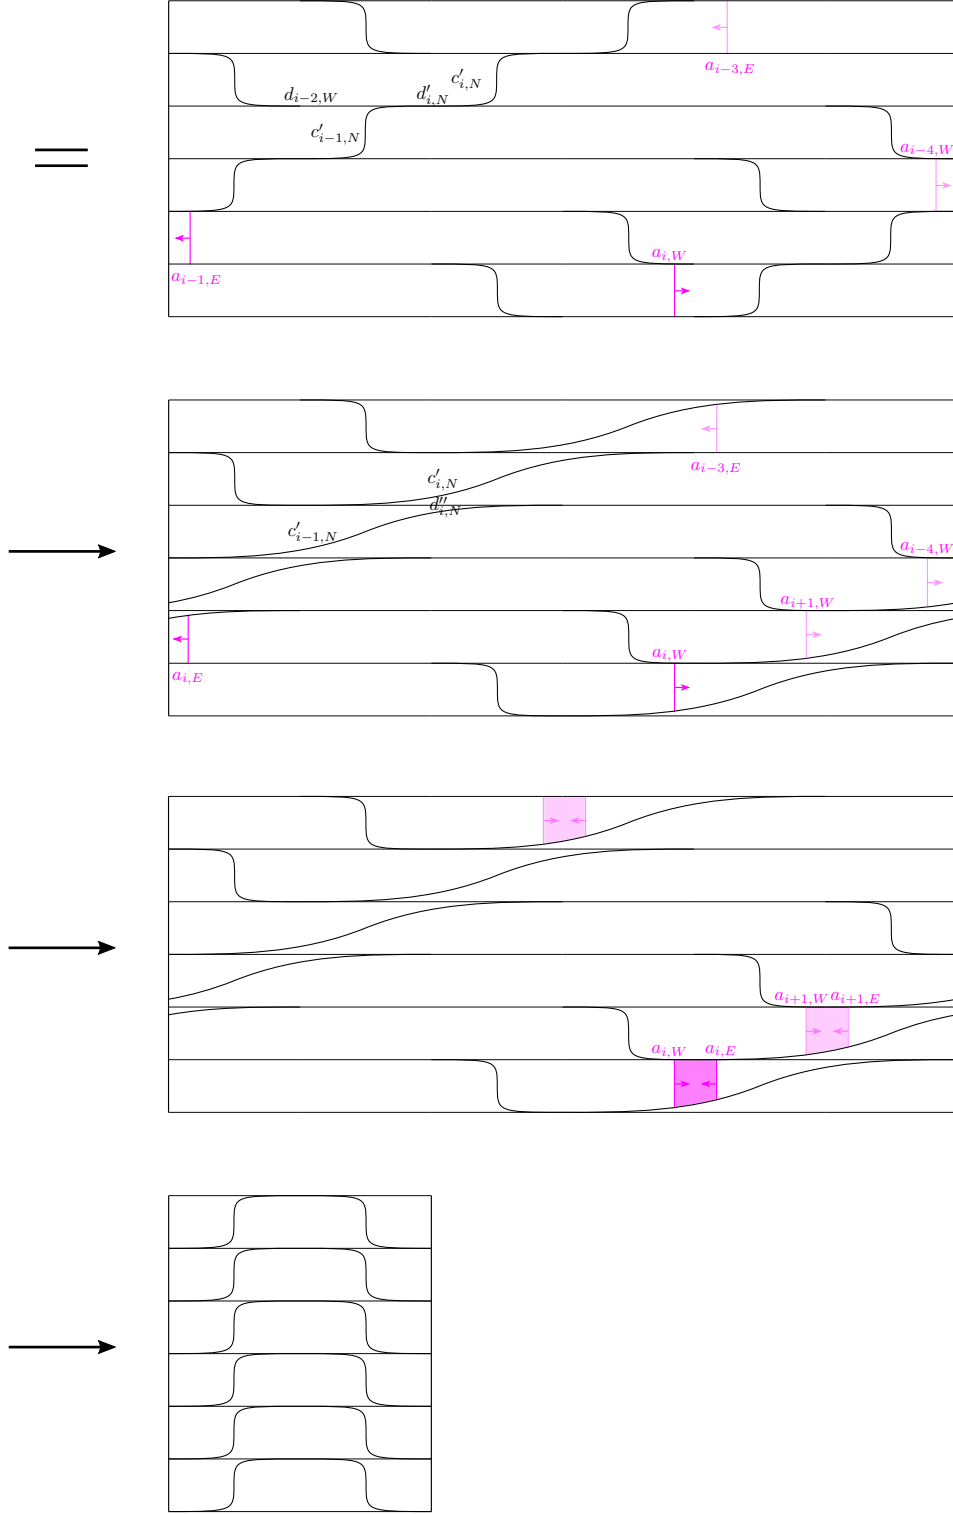 =
a_{i-3,E}
c'_{i,N}
d_{i-2,W} d'_{i,N}
c'_{i-1,N}
a_{i-4,W}
a_{i,W}
a_{i-1,E}
a_{i-3,E}
c'_{i,N}
d''_{i,N}
c'_{i-1,N}
a_{i-4,W}
a_{i+1,W}
a_{i,W}
a_{i,E}
a_{i+1,W} a_{i+1,E}
a_{i,W} a_{i,E}